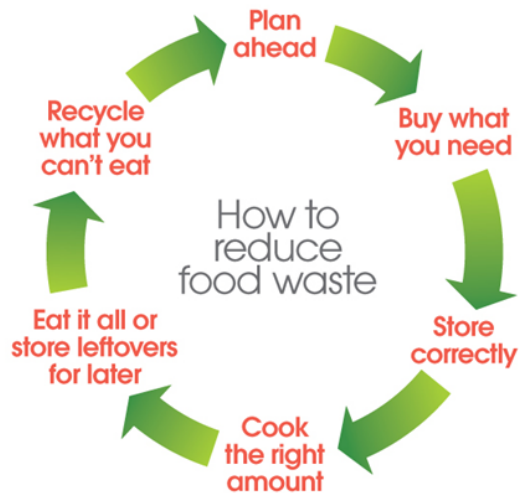 Plan
ahead
Buy what
you need
Store
correctly
Cook
the right
amount
Eat it all or
store leftovers
for later
Recycle
what you
can't eat
How to
reduce
food waste